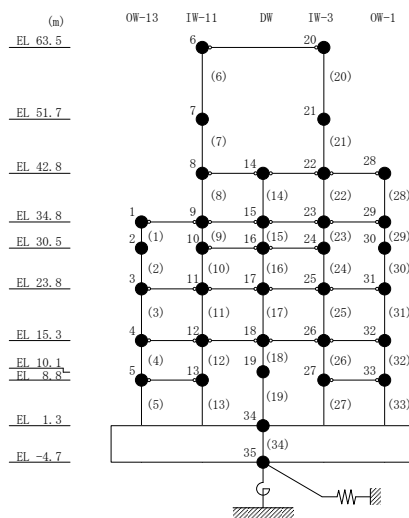 (m) OW-13 IW-11 DW IW-3 OW-1
EL 63.5 6 20
(6) (20)
EL 51.7 7 21
(7) (21)
EL 42.8 8 14 22 28
(8) (14) (22) (28)
EL 34.8 1 9 15 23 29
(1) (9) (15) (23) (29)
EL 30.5 2 10 16 24 30
(2) (10) (16) (24) (30)
EL 23.8 3 11 17 25 31
(3) (11) (17) (25) (31)
EL 15.3 4 12 18 26 32
(4) (12) (18) (26) (32)
EL 10.1 19
EL 8.8 5 13 27 33
(5) (13) (19) (27) (33)
EL 1.3 34
(34)
EL -4.7 35